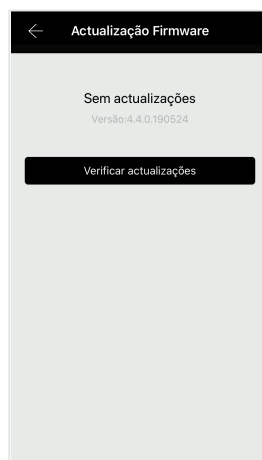 Actualização Firmware
Sem actualizações
Versão:4.4.0.190524
Verificar actualizações